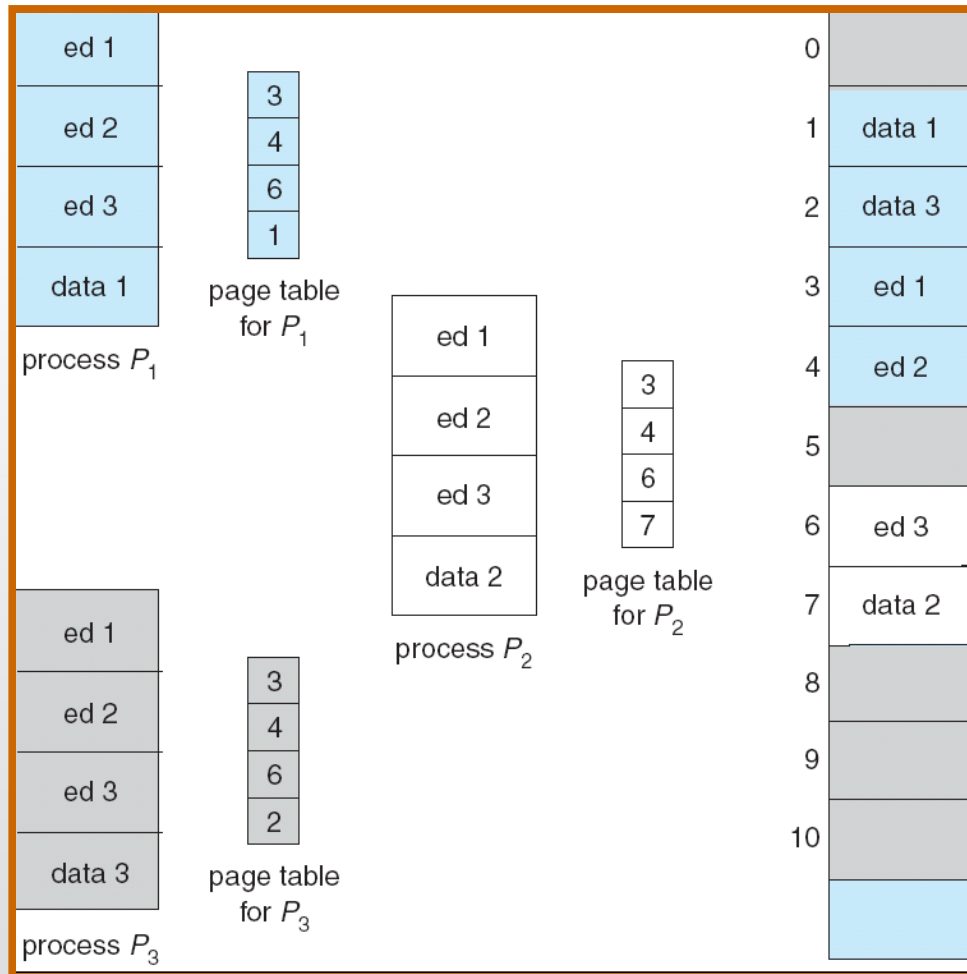 ed 1
ed 2
ed 3
data 1
process P1
3
4
6
1
page table
for P1
ed 1
ed 2
ed 3
data 2
process P2
3
4
6
7
page table
for P2
ed 1
ed 2
ed 3
data 3
process P3
3
4
6
2
page table
for P3
0
1 data 1
2 data 3
3 ed 1
4 ed 2
5
6 ed 3
7 data 2
8
9
10